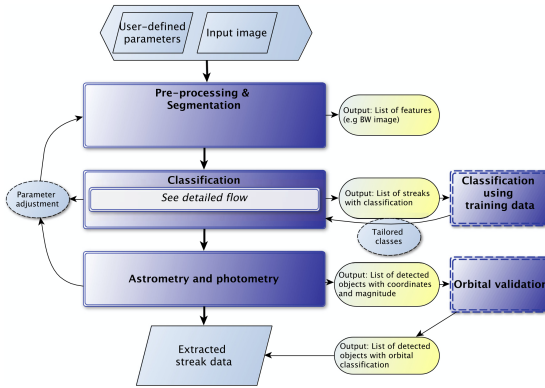 User-defined
parameters
Input image
Pre-processing &
Segmentation
Output: List of features
(e.g BW image)
Parameter
adjustment
Classification
See detailed flow
Output: List of streaks
with classification
Classification
using
training data
Tailored
classes
Astrometry and photometry
Output: List of detected
objects with coordinates
and magnitude
Orbital validation
Extracted
streak data
Output: List of detected
objects with orbital
classification